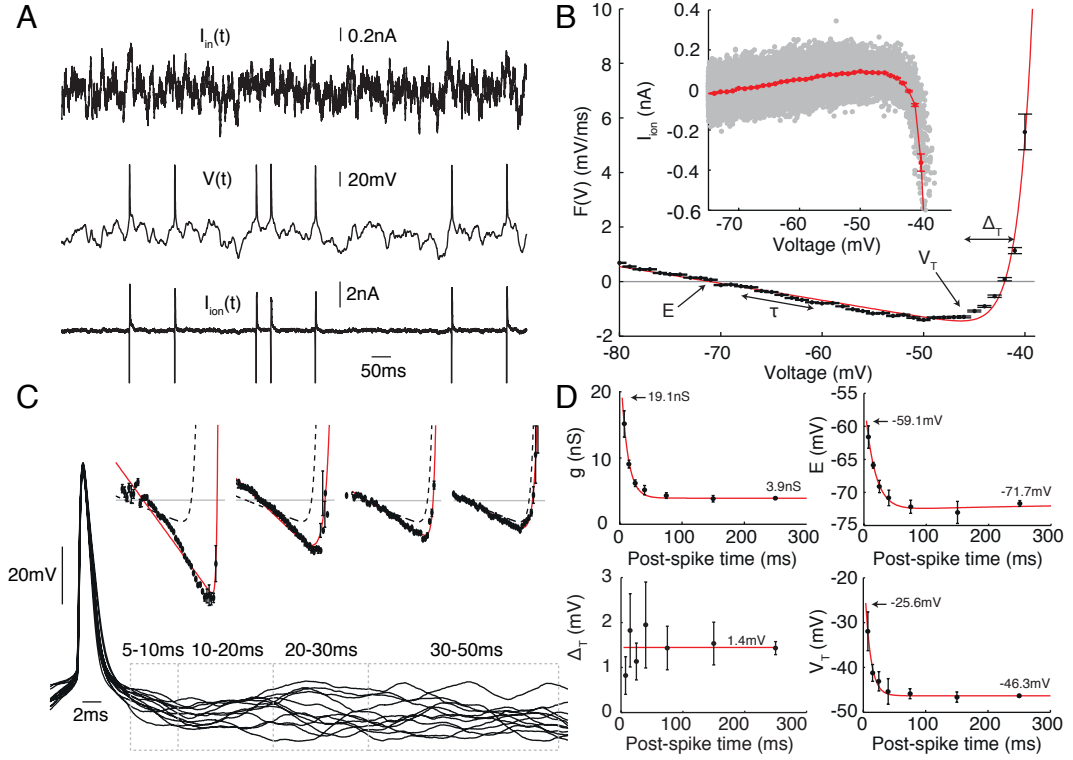 A
I_in(t)
0.2nA
V(t)
20mV
I_ion(t)
2nA
50ms
B
10
8
6
4
2
0
-2
F(V) (mV/ms)
-80
-70
-60
-50
-40
Voltage (mV)
0.4
0.2
0
-0.2
-0.4
-0.6
I_ion (nA)
-70
-60
-50
-40
Voltage (mV)
Δ_T
V_T
E
τ
C
20mV
2ms
5-10ms
10-20ms
20-30ms
30-50ms
D
20
15
10
5
0
g (nS)
19.1nS
3.9nS
0
100
200
300
Post-spike time (ms)
-55
-60
-65
-70
-75
E (mV)
-59.1mV
-71.7mV
0
100
200
300
Post-spike time (ms)
3
2
1
0
Δ_T (mV)
1.4mV
0
100
200
300
Post-spike time (ms)
-20
-30
-40
-50
V_T (mV)
-25.6mV
-46.3mV
0
100
200
300
Post-spike time (ms)